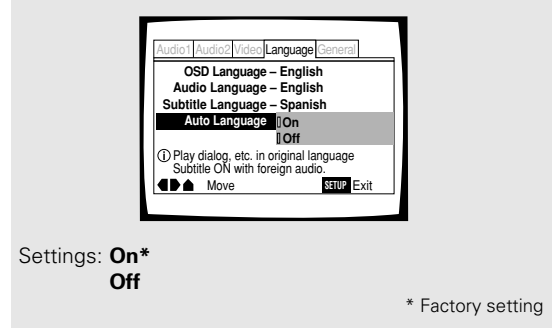 Audio1 Audio2 Video Language General
OSD Language – English
Audio Language – English
Subtitle Language – Spanish
Auto Language On
Off
Play dialog, etc. in original language
Subtitle ON with foreign audio.
Move SETUP Exit
Settings: On*
Off
* Factory setting